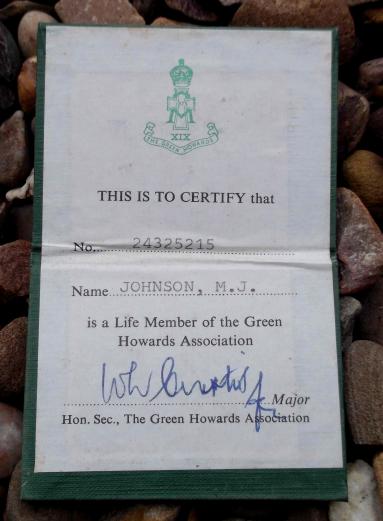 XIX
THE GREEN HOWARDS
THIS IS TO CERTIFY that
No. 24325215
Name JOHNSON, M.J.
is a Life Member of the Green
Howards Association
Major
Hon. Sec., The Green Howards Association